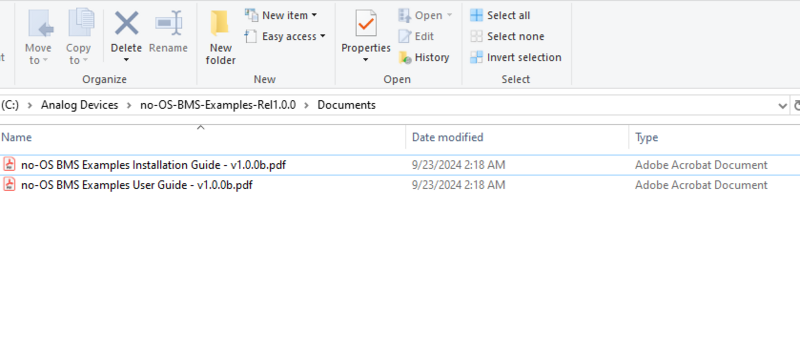 New item
Open
Select all
Easy access
Edit
Select none
Move to
Copy to
Delete
Rename
New folder
Properties
History
Invert selection
Organize
New
Open
Select
(C:) > Analog Devices > no-OS-BMS-Examples-Rel1.0.0 > Documents
Name Date modified Type
no-OS BMS Examples Installation Guide - v1.0.0b.pdf 9/23/2024 2:18 AM Adobe Acrobat Document
no-OS BMS Examples User Guide - v1.0.0b.pdf 9/23/2024 2:18 AM Adobe Acrobat Document